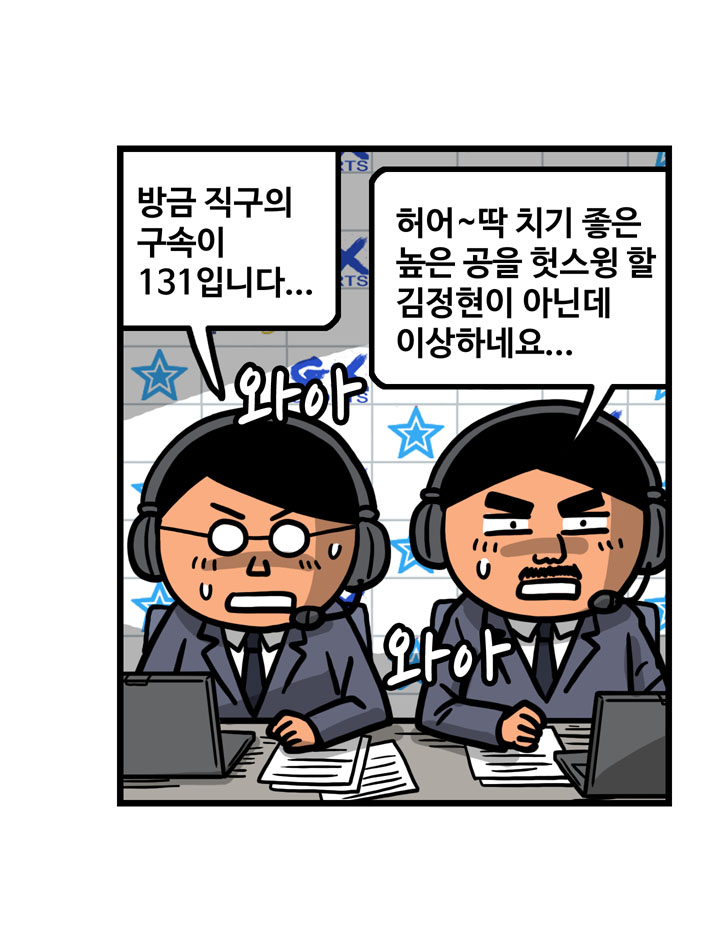 방금 직구의
구속이
131입니다...
허어~딱 치기 좋은
높은 공을 헛스윙 할
김정현이 아닌데
이상하네요...
RTS
RTS
와아
와아